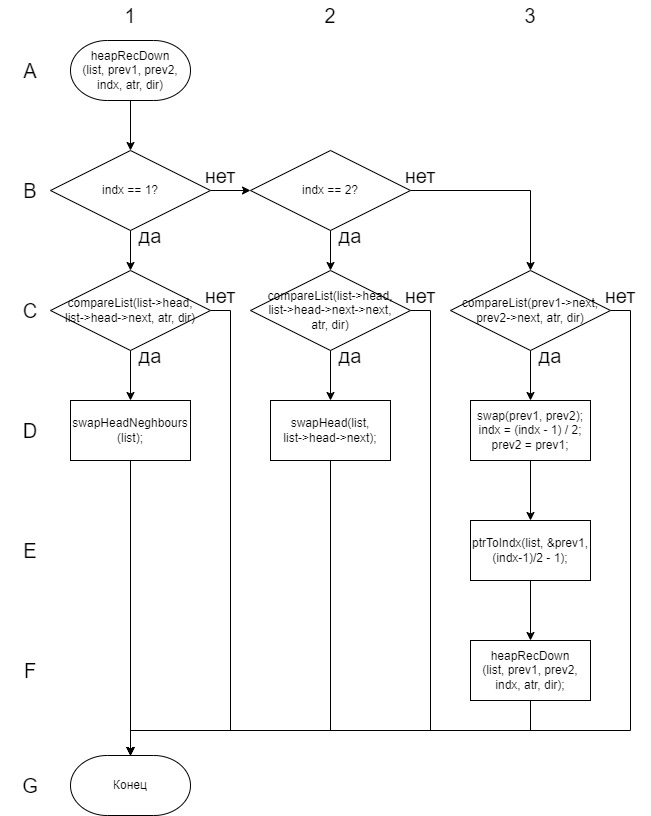 1 2 3
A
heapRecDown
(list, prev1, prev2,
indx, atr, dir)
B
indx == 1?
нет
indx == 2?
нет
да
да
C
compareList(list->head,
list->head->next, atr, dir)
нет
compareList(list->head,
list->head->next->next,
atr, dir)
нет
compareList(prev1->next,
prev2->next, atr, dir)
нет
да
да
да
D
swapHeadNeghbours
(list);
swapHead(list,
list->head->next);
swap(prev1, prev2);
indx = (indx - 1) / 2;
prev2 = prev1;
E
ptrToIndx(list, &prev1,
(indx-1)/2 - 1);
F
heapRecDown
(list, prev1, prev2,
indx, atr, dir);
G
Конец